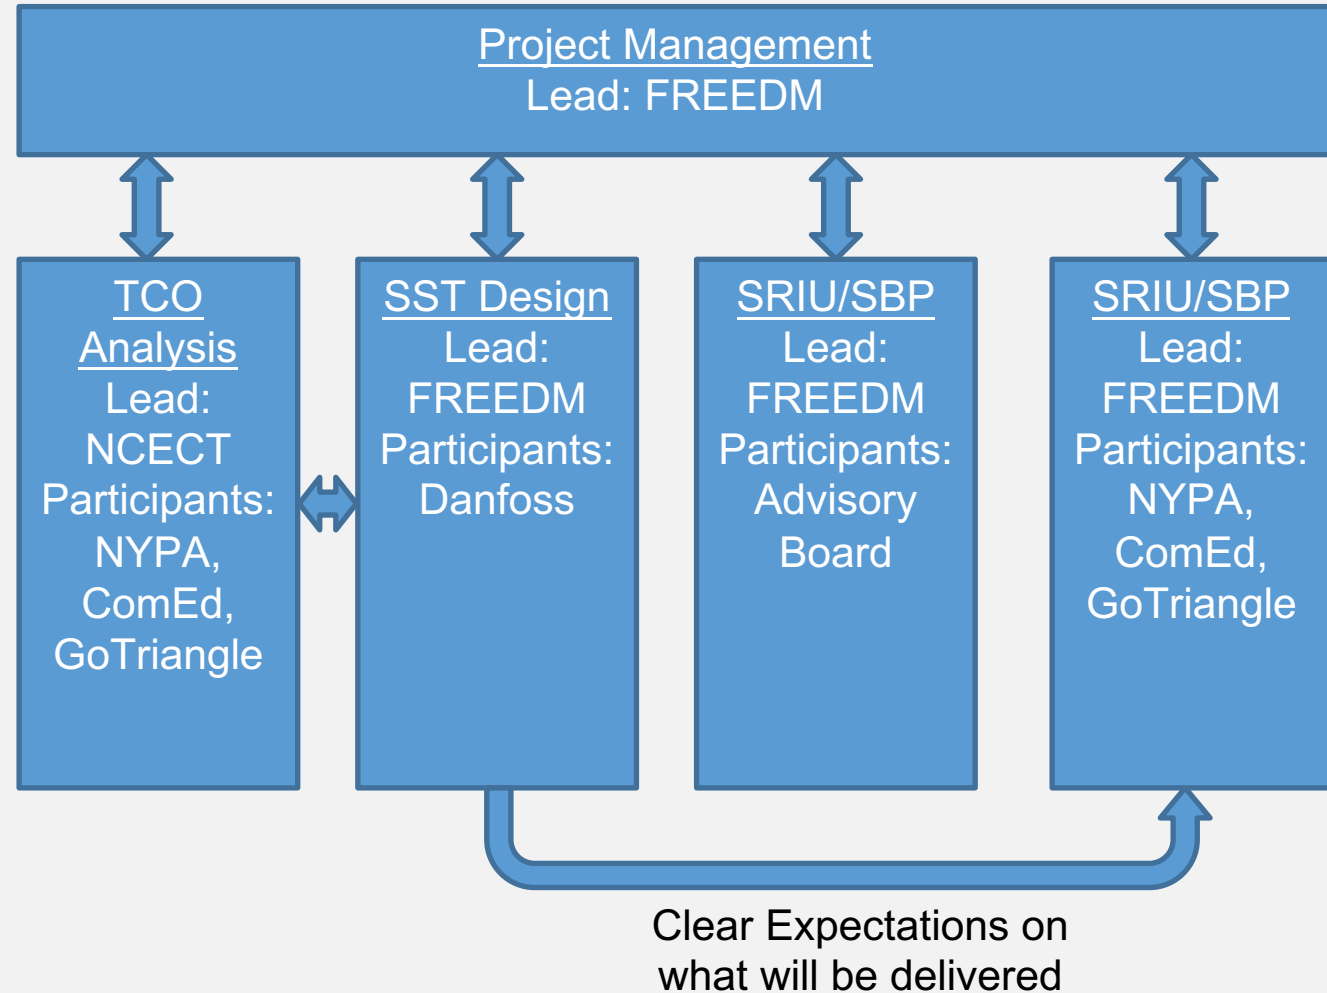 Project Management
Lead: FREEDM
TCO
Analysis
Lead:
NCECT
Participants:
NYPA,
ComEd,
GoTriangle
SST Design
Lead:
FREEDM
Participants:
Danfoss
SRIU/SBP
Lead:
FREEDM
Participants:
Advisory
Board
SRIU/SBP
Lead:
FREEDM
Participants:
NYPA,
ComEd,
GoTriangle
Clear Expectations on
what will be delivered